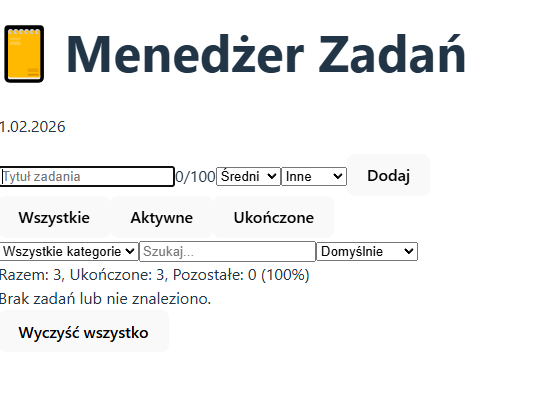 Menedżer Zadań
1.02.2026
Tytuł zadania 0/100 Średni Inne Dodaj
Wszystkie Aktywne Ukończone
Wszystkie kategorie Szukaj... Domyślnie
Razem: 3, Ukończone: 3, Pozostałe: 0 (100%)
Brak zadań lub nie znaleziono.
Wyczyść wszystko